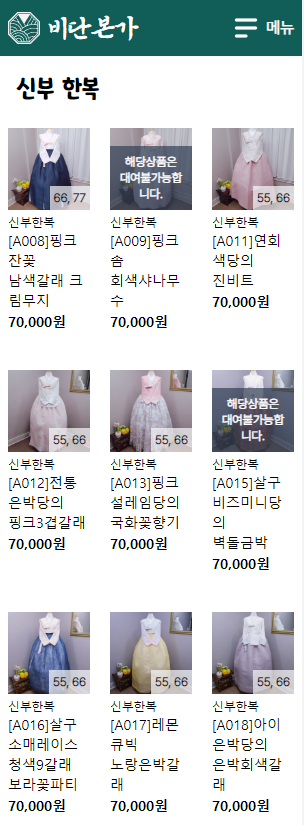 비단본가
메뉴
신부 한복
66, 77
신부한복
[A008]핑크
잔꽃
남색갈래 크
림무지
70,000원
해당상품은
대여불가능합
니다.
신부한복
[A009]핑크
솜
회색샤나무
수
70,000원
55, 66
신부한복
[A011]연회
색당의
진비트
70,000원
55, 66
신부한복
[A012]전통
은박당의
핑크3겹갈래
70,000원
55, 66
신부한복
[A013]핑크
설레임당의
국화꽃향기
70,000원
해당상품은
대여불가능합
니다.
신부한복
[A015]살구
비즈미니당
의
벽돌금박
70,000원
55, 66
신부한복
[A016]살구
소매레이스
청색9갈래
보라꽃파티
70,000원
55, 66
신부한복
[A017]레몬
큐빅
노랑은박갈
래
70,000원
55, 66
신부한복
[A018]아이
은박당의
은박회색갈
래
70,000원